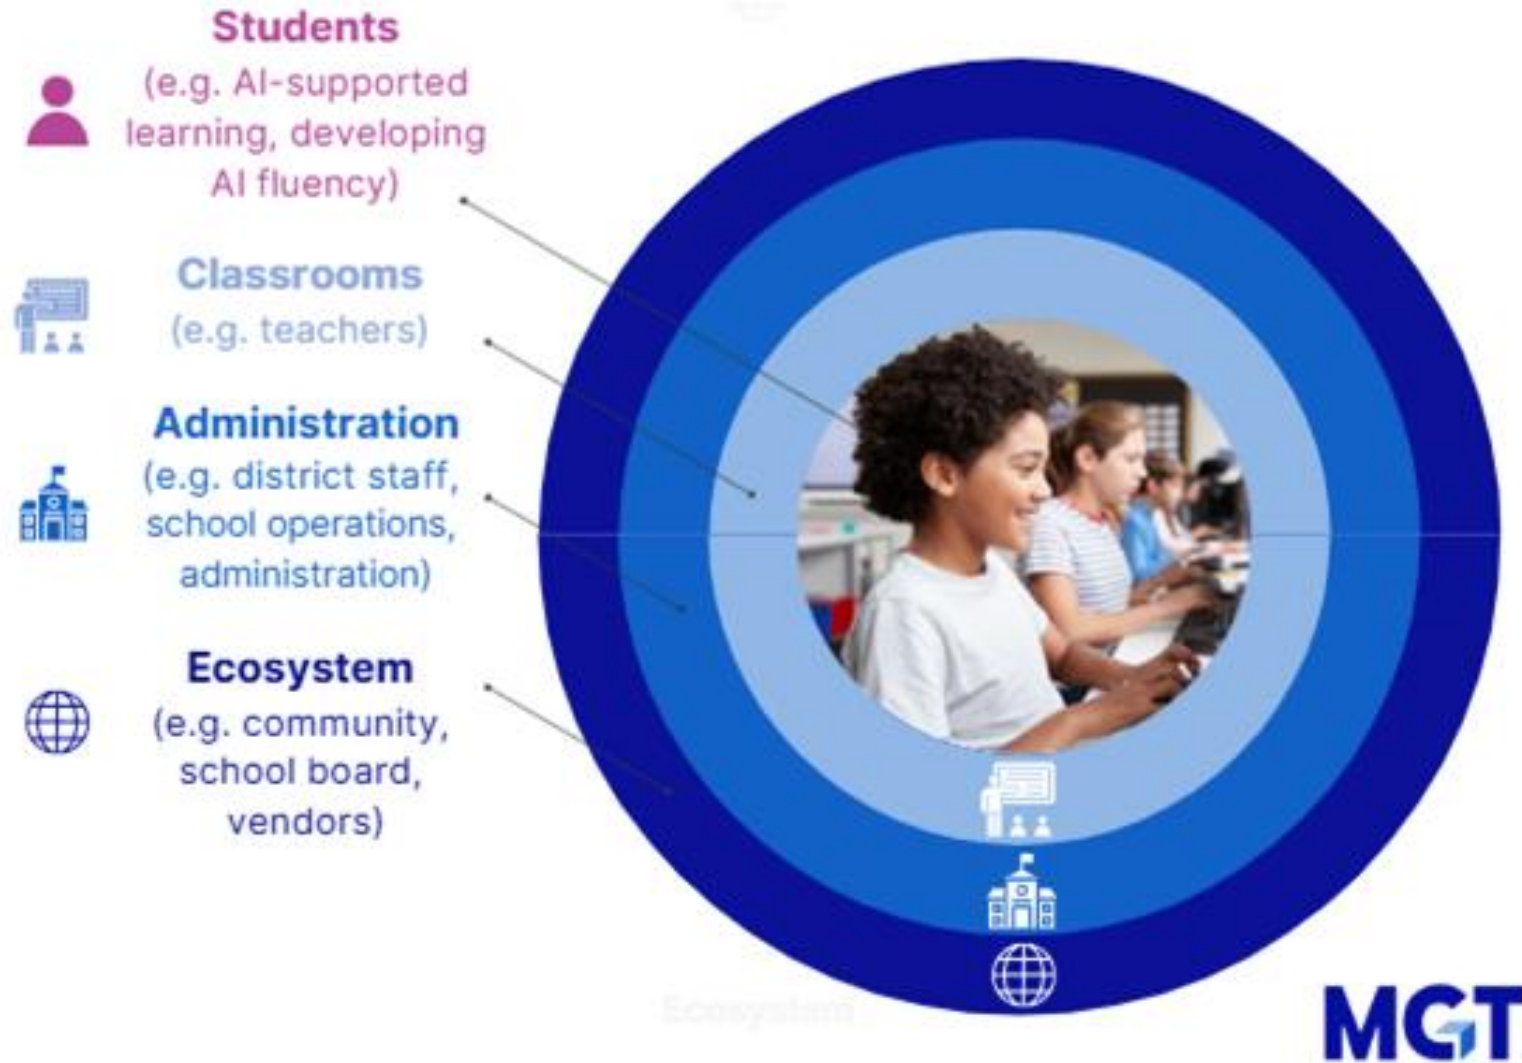 Students
(e.g. AI-supported
learning, developing
AI fluency)
Classrooms
(e.g. teachers)
Administration
(e.g. district staff,
school operations,
administration)
Ecosystem
(e.g. community,
school board,
vendors)
Ecosystem
MGT